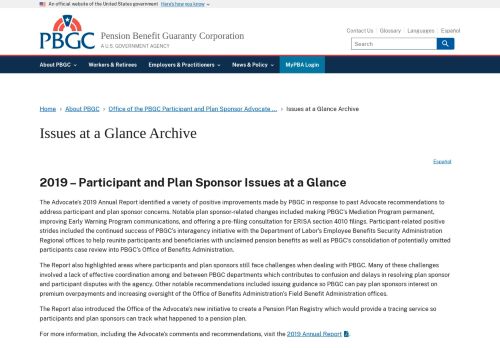 An official website of the United States government Here's how you know
PBGC
Pension Benefit Guaranty Corporation
A U.S. GOVERNMENT AGENCY
Contact Us Glossary Languages Español
Search
About PBGC Workers & Retirees Employers & Practitioners News & Policy MyPBA Login
Home › About PBGC › Office of the PBGC Participant and Plan Sponsor Advocate ... › Issues at a Glance Archive
Issues at a Glance Archive
Español
2019 – Participant and Plan Sponsor Issues at a Glance
The Advocate's 2019 Annual Report identified a variety of positive improvements made by PBGC in response to past Advocate recommendations to
address participant and plan sponsor concerns. Notable plan sponsor-related changes included making PBGC's Mediation Program permanent,
improving Early Warning Program communications, and offering a pre-filing consultation for ERISA section 4010 filings. Participant-related positive
strides included the continued success of PBGC's interagency initiative with the Department of Labor's Employee Benefits Security Administration
Regional offices to help reunite participants and beneficiaries with unclaimed pension benefits as well as PBGC's consolidation of potentially omitted
participants case review into PBGC's Office of Benefits Administration.
The Report also highlighted areas where participants and plan sponsors still face challenges when dealing with PBGC. Many of these challenges
involved a lack of effective coordination among and between PBGC departments which contributes to confusion and delays in resolving plan sponsor
and participant disputes with the agency. Other notable recommendations included issuing guidance so PBGC can pay plan sponsors interest on
premium overpayments and increasing oversight of the Office of Benefits Administration's Field Benefit Administration offices.
The Report also introduced the Office of the Advocate's new initiative to create a Pension Plan Registry which would provide a tracing service so
participants and plan sponsors can track what happened to a pension plan.
For more information, including the Advocate's comments and recommendations, visit the 2019 Annual Report.